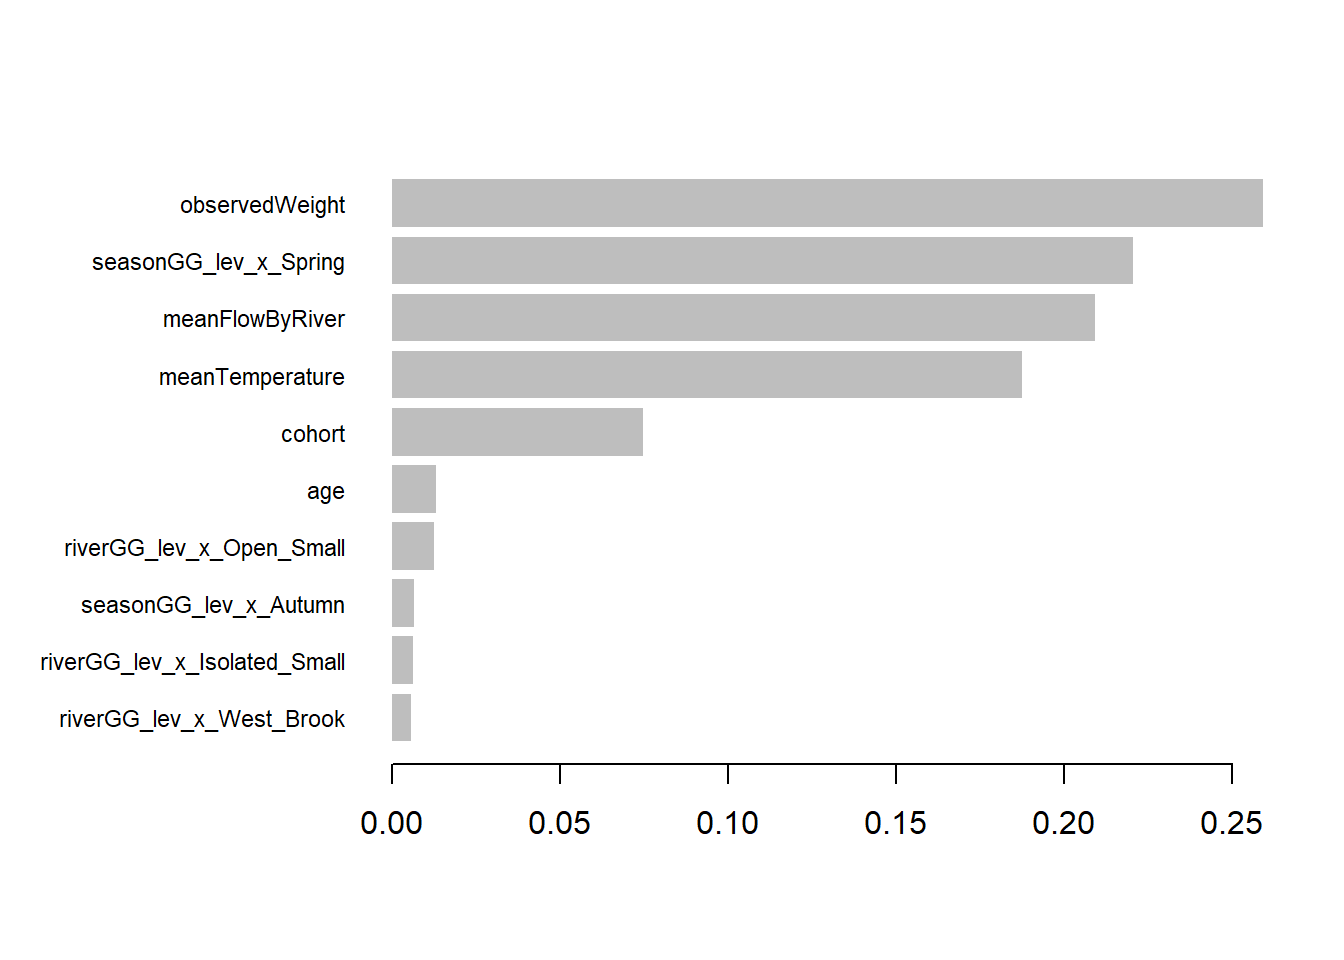 observedWeight
seasonGG_lev_x_Spring
meanFlowByRiver
meanTemperature
cohort
age
riverGG_lev_x_Open_Small
seasonGG_lev_x_Autumn
riverGG_lev_x_Isolated_Small
riverGG_lev_x_West_Brook
0.00 0.05 0.10 0.15 0.20 0.25